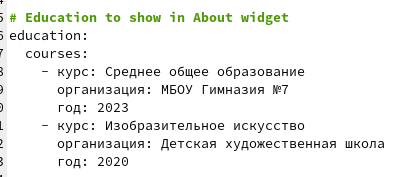 # Education to show in About widget
education:
  courses:
    - курс: Среднее общее образование
      организация: МБОУ Гимназия №7
      год: 2023
    - курс: Изобразительное искусство
      организация: Детская художественная школа
      год: 2020